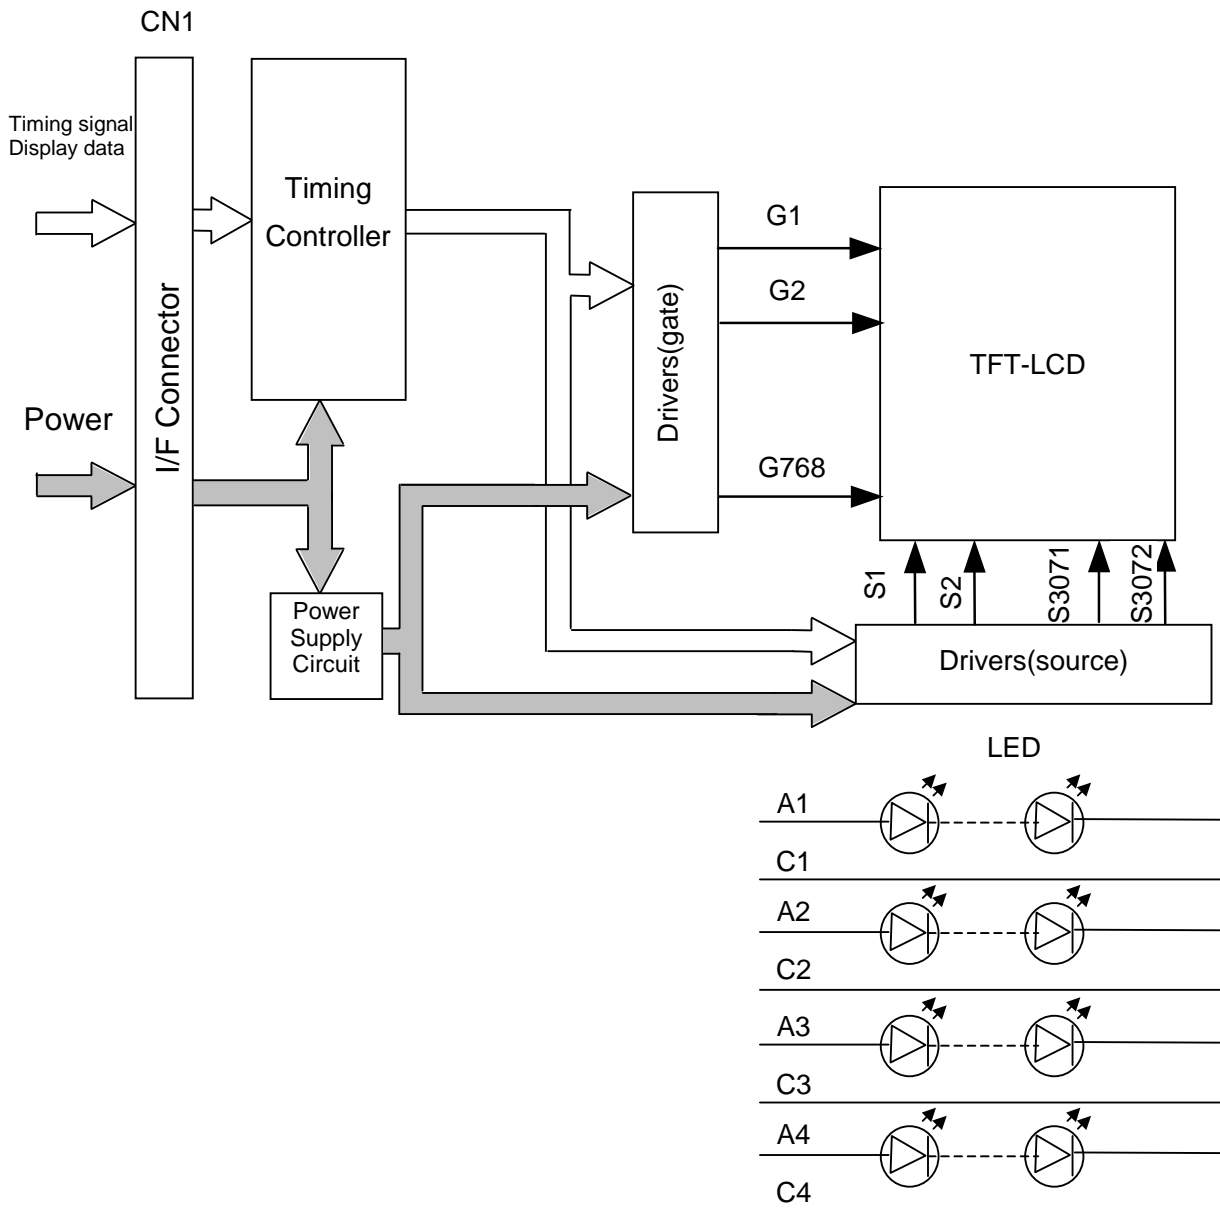 CN1
Timing signal
Display data
Power
I/F Connector
Timing
Controller
Power
Supply
Circuit
Drivers(gate)
G1
G2
G768
TFT-LCD
S1
S2
S3071
S3072
Drivers(source)
LED
A1
C1
A2
C2
A3
C3
A4
C4